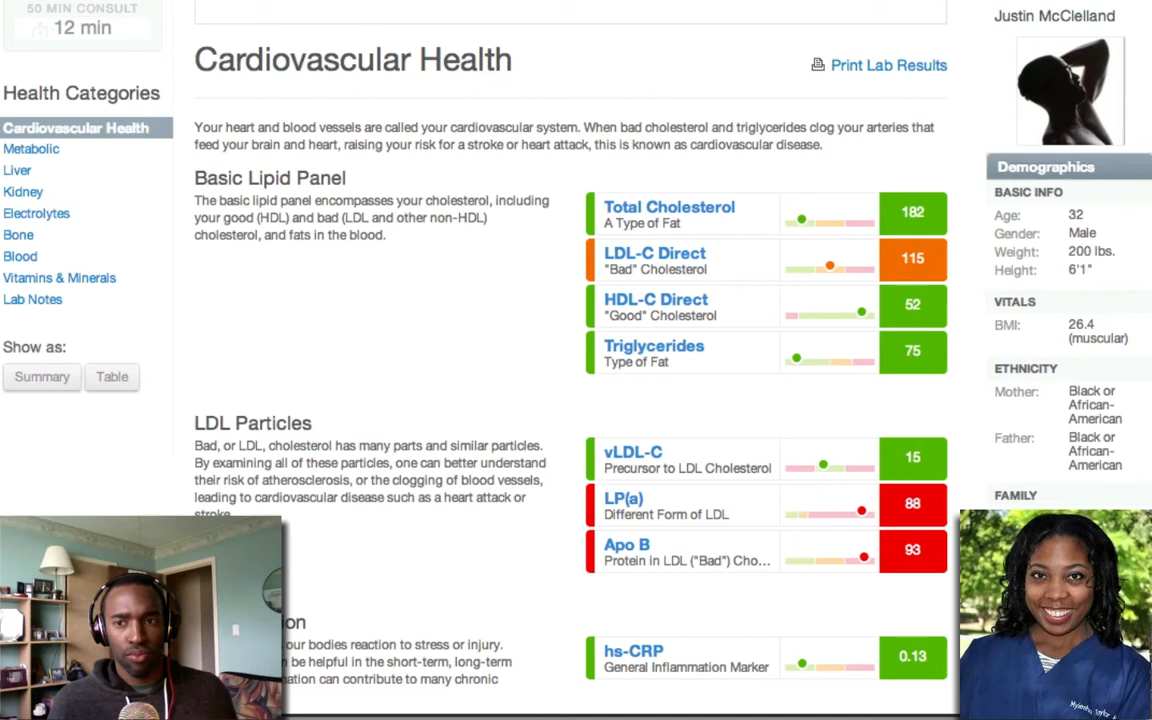 50 MIN CONSULT
12 min
Health Categories
Cardiovascular Health
Metabolic
Liver
Kidney
Electrolytes
Bone
Blood
Vitamins & Minerals
Lab Notes
Show as:
Summary
Table
Cardiovascular Health
Print Lab Results
Your heart and blood vessels are called your cardiovascular system. When bad cholesterol and triglycerides clog your arteries that
feed your brain and heart, raising your risk for a stroke or heart attack, this is known as cardiovascular disease.
Basic Lipid Panel
The basic lipid panel encompasses your cholesterol, including
your good (HDL) and bad (LDL and other non-HDL)
cholesterol, and fats in the blood.
Total Cholesterol
A Type of Fat
182
LDL-C Direct
"Bad" Cholesterol
115
HDL-C Direct
"Good" Cholesterol
52
Triglycerides
Type of Fat
75
LDL Particles
Bad, or LDL, cholesterol has many parts and similar particles.
By examining all of these particles, one can better understand
their risk of atherosclerosis, or the clogging of blood vessels,
leading to cardiovascular disease such as a heart attack or
stroke.
vLDL-C
Precursor to LDL Cholesterol
15
LP(a)
Different Form of LDL
88
Apo B
Protein in LDL ("Bad") Cho...
93
ion
our bodies reaction to stress or injury.
n be helpful in the short-term, long-term
nation can contribute to many chronic
hs-CRP
General Inflammation Marker
0.13
Justin McClelland
Demographics
BASIC INFO
Age: 32
Gender: Male
Weight: 200 lbs.
Height: 6'1"
VITALS
BMI: 26.4
(muscular)
ETHNICITY
Mother: Black or
African-
American
Father: Black or
African-
American
FAMILY